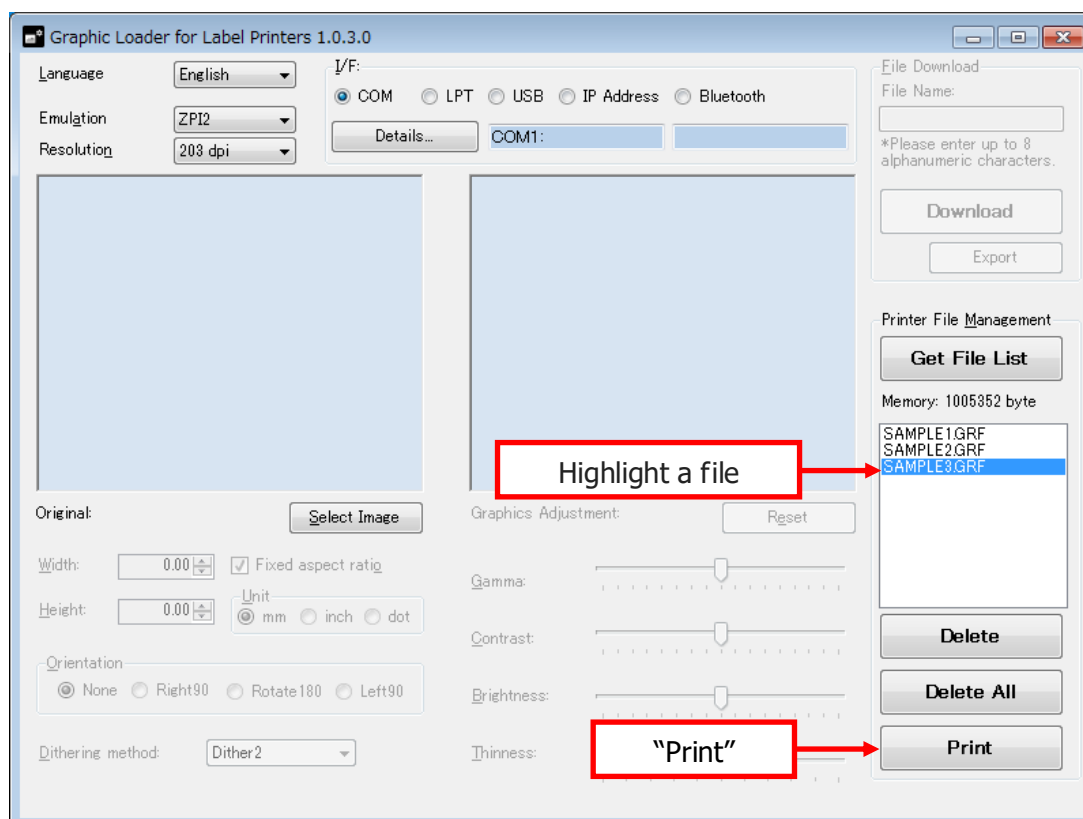 Graphic Loader for Label Printers 1.0.3.0
Language English
Emulation ZPI2
Resolution 203 dpi
I/F:
COM LPT USB IP Address Bluetooth
Details... COM1:
File Download
File Name:
*Please enter up to 8
alphanumeric characters.
Download
Export
Printer File Management
Get File List
Memory: 1005352 byte
SAMPLE1.GRF
SAMPLE2.GRF
SAMPLE3.GRF
Highlight a file
Original: Select Image
Graphics Adjustment: Reset
Width: 0.00 Fixed aspect ratio
Height: 0.00 Unit
mm inch dot
Orientation
None Right90 Rotate180 Left90
Dithering method: Dither2
Gamma:
Contrast:
Brightness:
Thinness:
“Print”
Delete
Delete All
Print